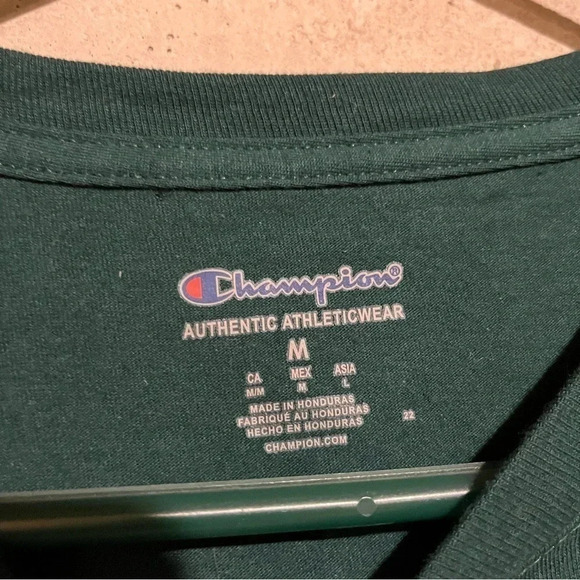 Champion®
AUTHENTIC ATHLETICWEAR
M
CA MEX ASIA
M/M M L
MADE IN HONDURAS
FABRIQUÉ AU HONDURAS
HECHO EN HONDURAS
22
CHAMPION.COM